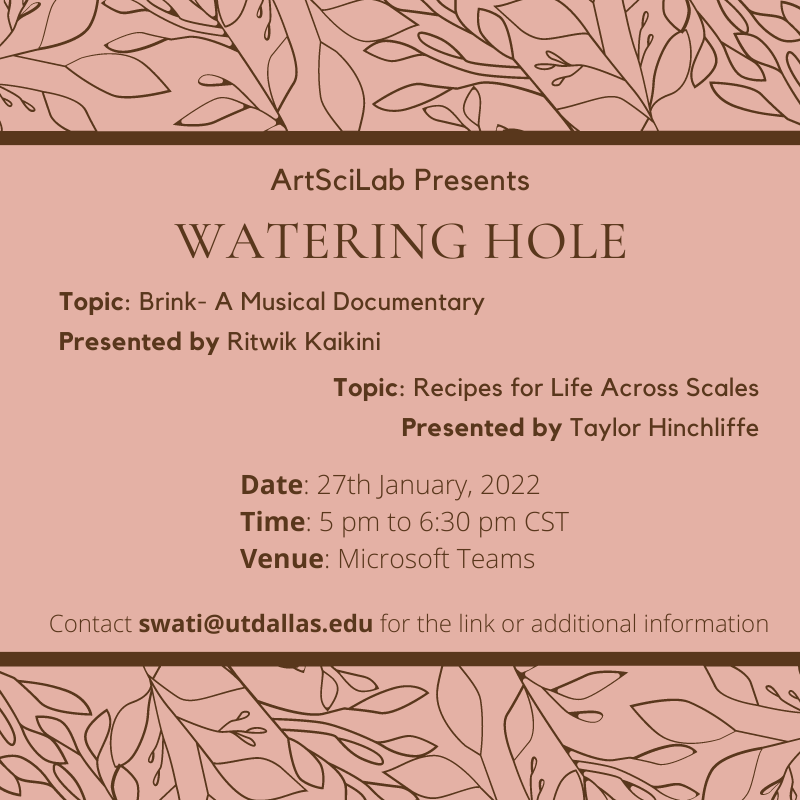 ArtSciLab Presents
WATERING HOLE
Topic: Brink- A Musical Documentary
Presented by Ritwik Kaikini
Topic: Recipes for Life Across Scales
Presented by Taylor Hinchliffe
Date: 27th January, 2022
Time: 5 pm to 6:30 pm CST
Venue: Microsoft Teams
Contact swati@utdallas.edu for the link or additional information